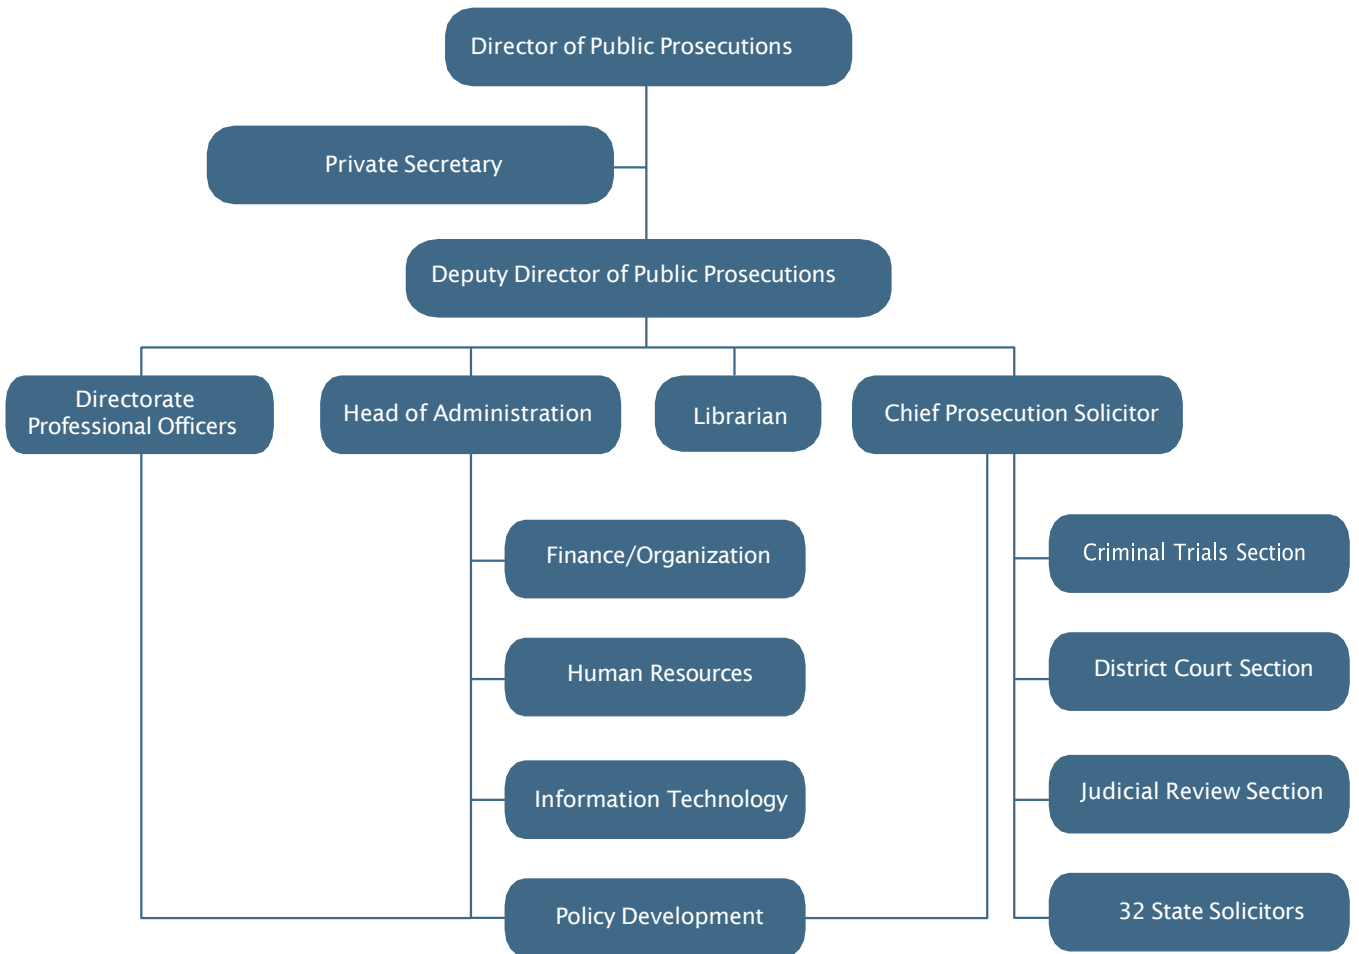 Director of Public Prosecutions
Private Secretary
Deputy Director of Public Prosecutions
Directorate
Professional Officers
Head of Administration
Librarian
Chief Prosecution Solicitor
Finance/Organization
Criminal Trials Section
Human Resources
District Court Section
Information Technology
Judicial Review Section
Policy Development
32 State Solicitors